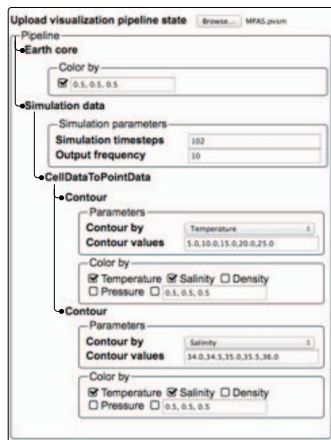 Upload visualization pipeline state Browse... MPAS.pvsm
Pipeline
Earth core
Color by
0.5, 0.5, 0.5
Simulation data
Simulation parameters
Simulation timesteps 102
Output frequency 10
CellDataToPointData
Contour
Parameters
Contour by Temperature
Contour values 5.0,10.0,15.0,20.0,25.0
Color by
Temperature Salinity Density
Pressure 0.5, 0.5, 0.5
Contour
Parameters
Contour by Salinity
Contour values 34.0,34.5,35.0,35.5,36.0
Color by
Temperature Salinity Density
Pressure 0.5, 0.5, 0.5